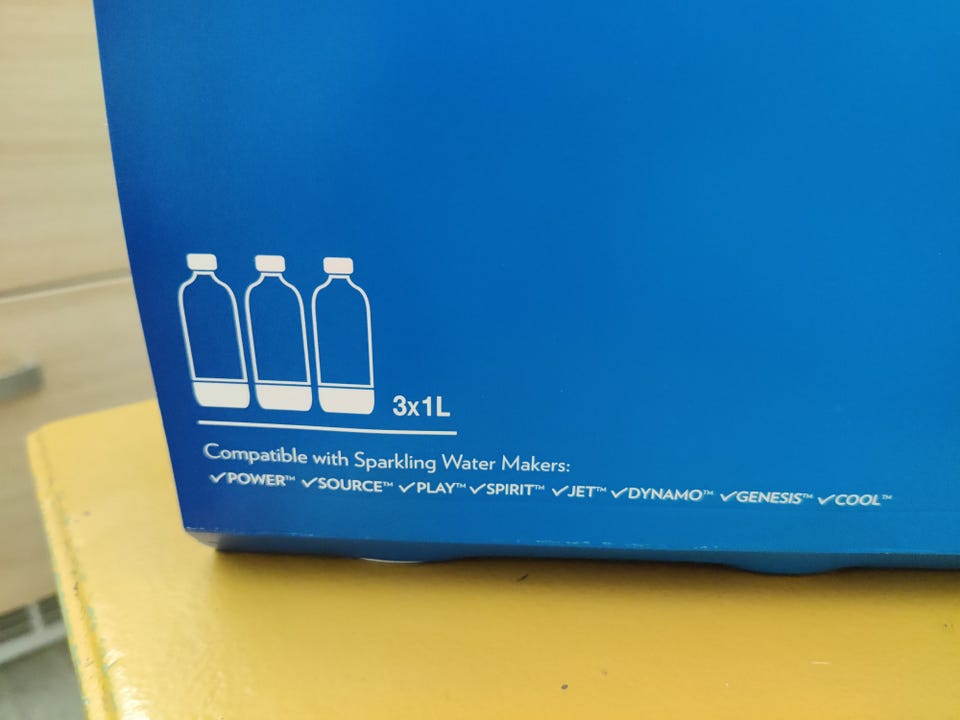 3x1L
Compatible with Sparkling Water Makers:
✓POWER™ ✓SOURCE™ ✓PLAY™ ✓SPIRIT™ ✓JET™ ✓DYNAMO™ ✓GENESIS™ ✓COOL™